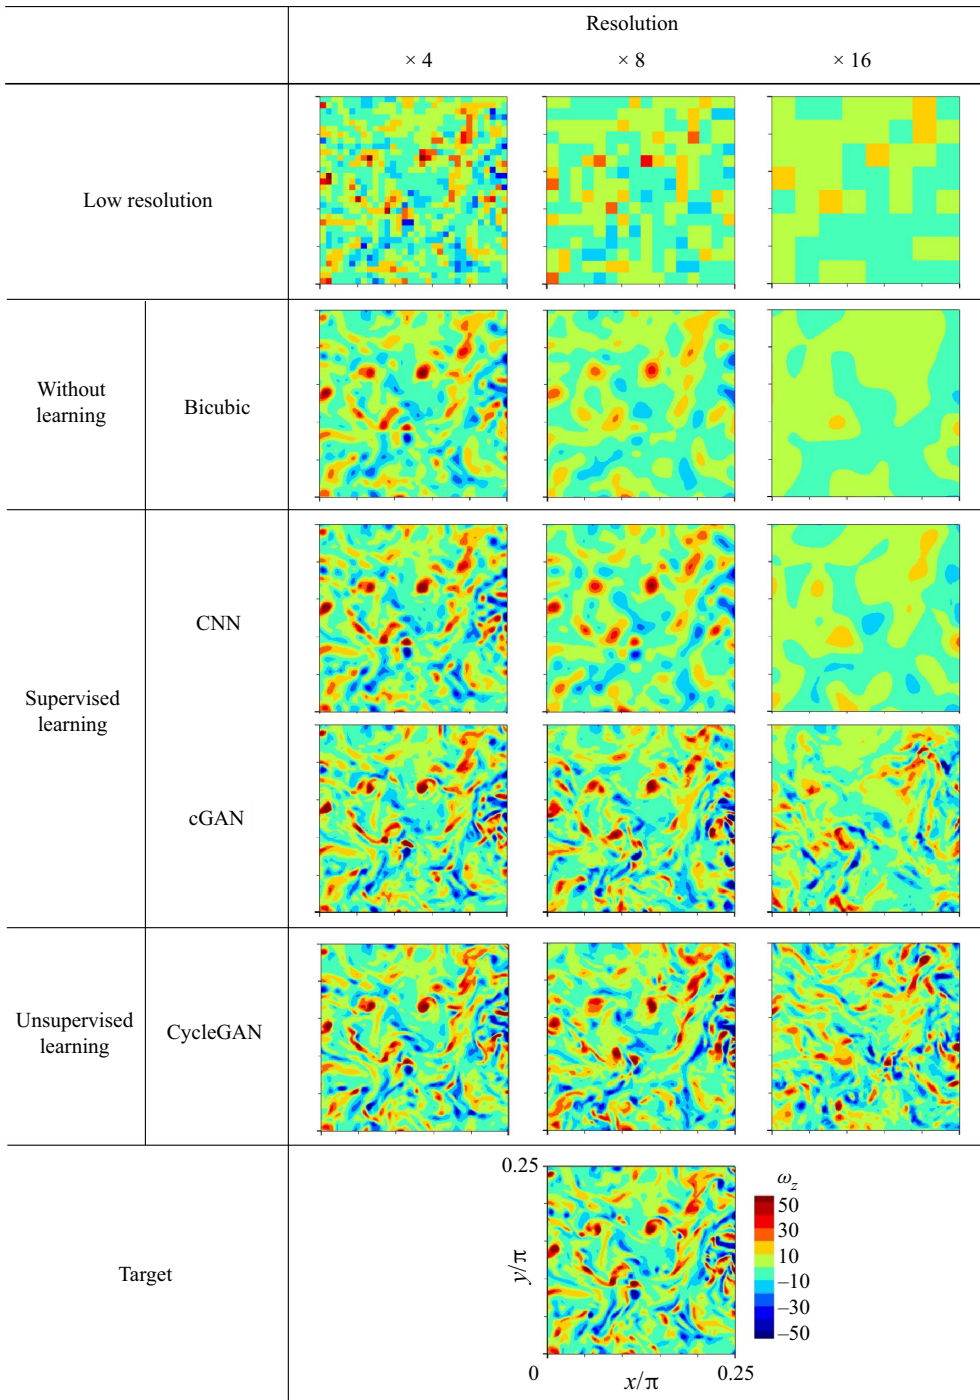 Resolution
× 4 × 8 × 16
Low resolution
Without
learning
Bicubic
Supervised
learning
CNN
cGAN
Unsupervised
learning
CycleGAN
Target
0.25
y/π
0
x/π
0.25
ω_z
50
30
10
–10
–30
–50